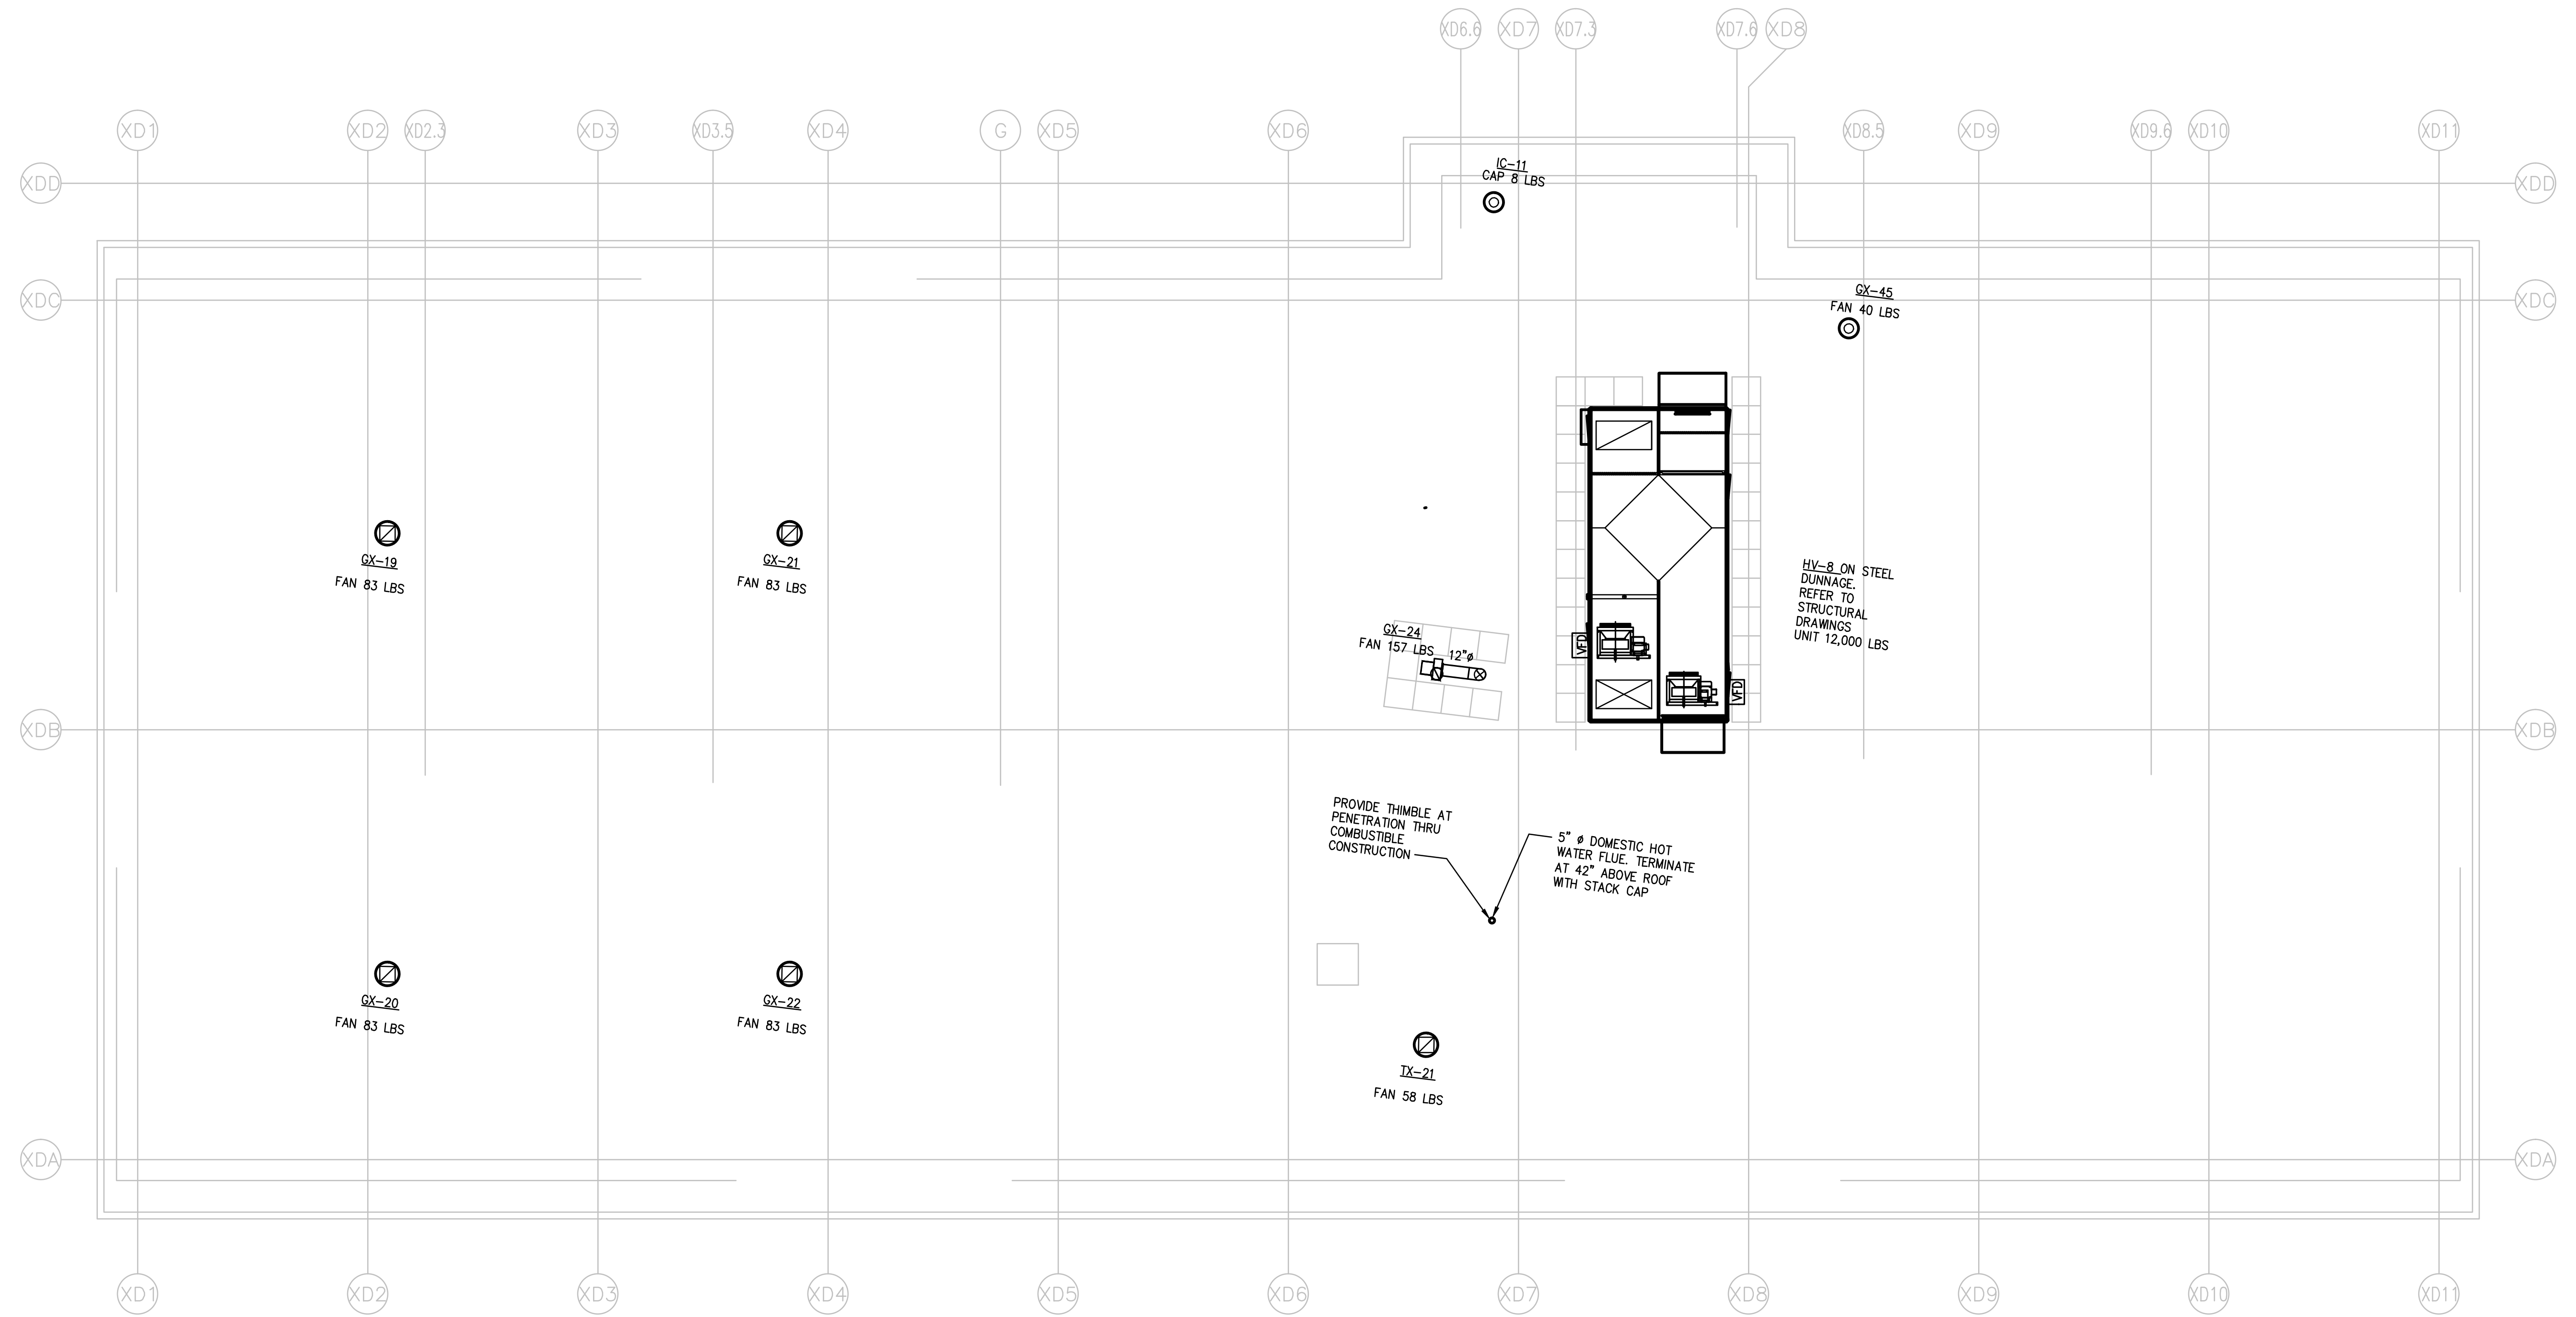 XD6.6
XD7
XD7.3
XD7.6
XD8
XD1
XD2
XD2.3
XD3
XD3.5
XD4
G
XD5
XD6
XD8.5
XD9
XD9.6
XD10
XD11
XDD
XDD
IC-11
CAP 8 LBS
XDC
XDC
GX-45
FAN 40 LBS
GX-19
FAN 83 LBS
GX-21
FAN 83 LBS
HV-8 ON STEEL
DUNNAGE.
REFER TO
STRUCTURAL
DRAWINGS
UNIT 12,000 LBS
GX-24
FAN 157 LBS
12"ø
VFD
VFD
XDB
XDB
PROVIDE THIMBLE AT
PENETRATION THRU
COMBUSTIBLE
CONSTRUCTION
5" ø DOMESTIC HOT
WATER FLUE. TERMINATE
AT 42" ABOVE ROOF
WITH STACK CAP
GX-20
FAN 83 LBS
GX-22
FAN 83 LBS
TX-21
FAN 58 LBS
XDA
XDA
XD1
XD2
XD3
XD4
XD5
XD6
XD7
XD8
XD9
XD10
XD11